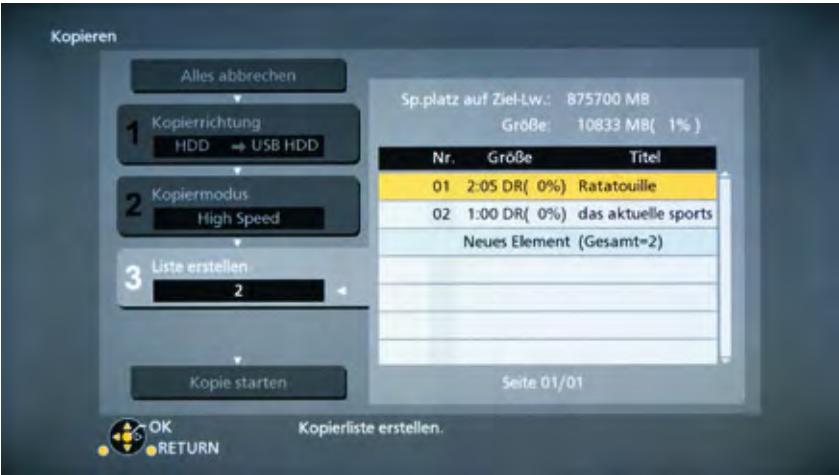 Kopieren
Alles abbrechen
1 Kopierrichtung
HDD ➡ USB HDD
2 Kopiermodus
High Speed
3 Liste erstellen
2
Kopie starten
Sp.platz auf Ziel-Lw.: 875700 MB
Größe: 10833 MB( 1% )
Nr. Größe Titel
01 2:05 DR( 0%) Ratatouille
02 1:00 DR( 0%) das aktuelle sports
Neues Element (Gesamt=2)
Seite 01/01
OK
RETURN
Kopierliste erstellen.